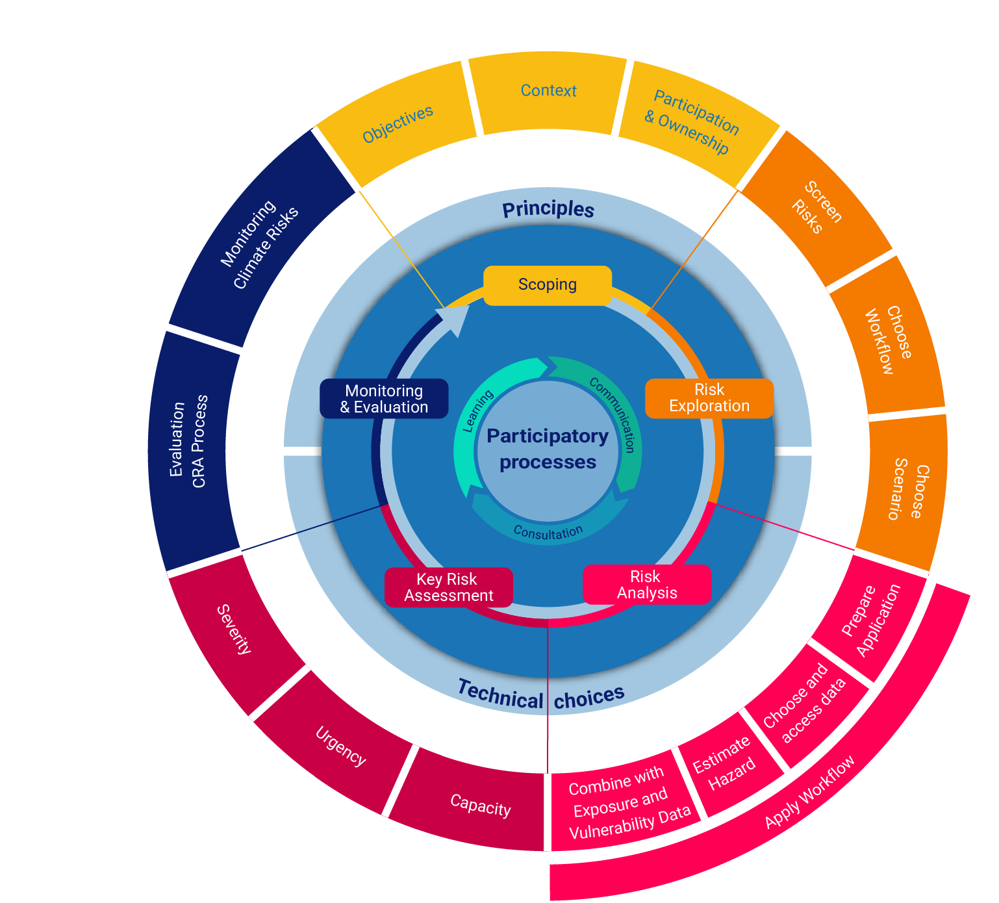 Objectives
Context
Participation
& Ownership
Screen
Risks
Choose
Workflow
Choose
Scenario
Prepare
Application
Choose and
access data
Estimate
Hazard
Combine with
Exposure and
Vulnerability Data
Apply Workflow
Capacity
Urgency
Severity
Evaluation
CRA Process
Monitoring
Climate Risks
Principles
Technical choices
Scoping
Risk
Exploration
Risk
Analysis
Key Risk
Assessment
Monitoring
& Evaluation
Learning
Communication
Consultation
Participatory
processes